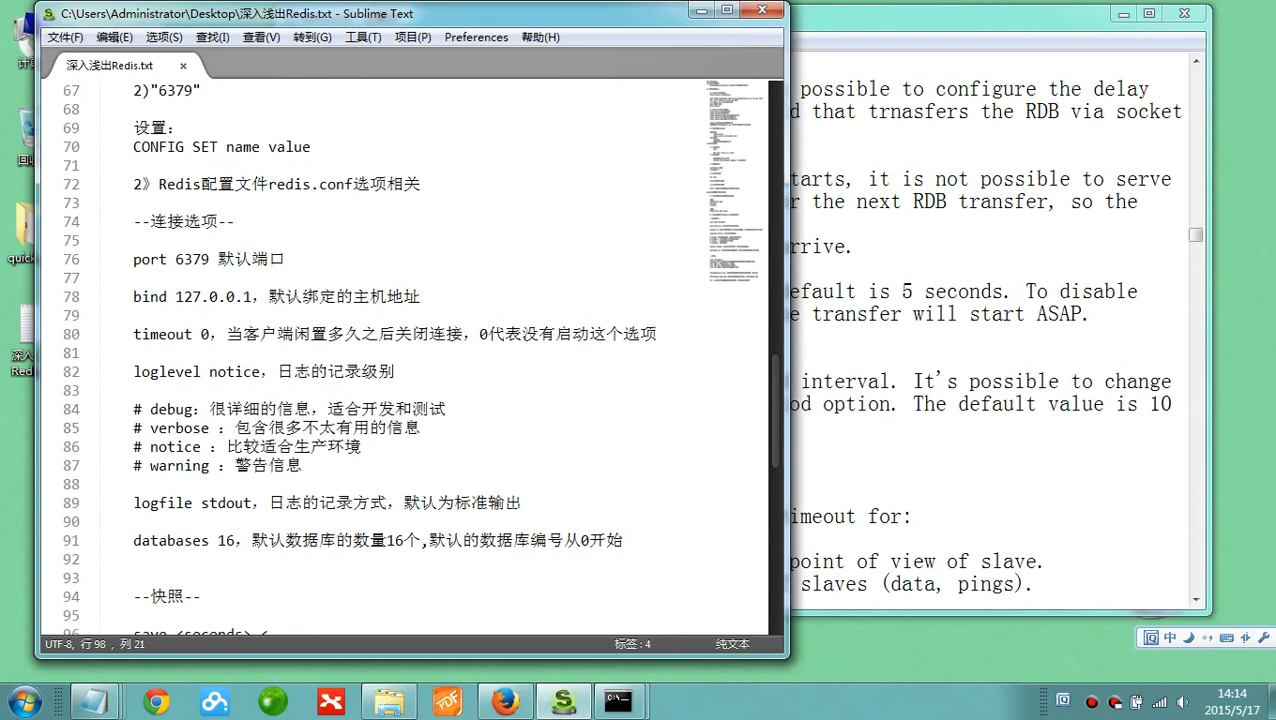 C:\Users\Administrator\Desktop\深入浅出Redis.txt - Sublime Text
文件(F) 编辑(E) 选项(S) 查找(I) 查看(V) 转到(G) 工具(T) 项目(P) Preferences 帮助(H)
深入浅出Redis.txt ×
67 2)"6379"
68
69 设置:
70 CONFIG SET name value
71
72 2》Redis配置文件redis.conf选项相关
73
74 --连接选项--
75
76 port 6379 默认端口
77
78 bind 127.0.0.1，默认绑定的主机地址
79
80 timeout 0，当客户端闲置多久之后关闭连接，0代表没有启动这个选项
81
82 loglevel notice，日志的记录级别
83
84 # debug：很详细的信息，适合开发和测试
85 # verbose ：包含很多不太有用的信息
86 # notice ：比较适合生产环境
87 # warning ：警告信息
88
89 logfile stdout，日志的记录方式，默认为标准输出
90
91 databases 16，默认数据库的数量16个,默认的数据库编号从0开始
92
93
94 --快照--
95
96 save <seconds> <
UTF-8, 行 98 , 列 21 标签: 4 纯文本
possible to configure the delay
d that transfers the RDB via so
tarts, it is not possible to serve
r the next RDB transfer, so the
rrive.
efault is 5 seconds. To disable
e transfer will start ASAP.
interval. It's possible to change
od option. The default value is 10
imeout for:
point of view of slave.
slaves (data, pings).
中
14:14
2015/5/17